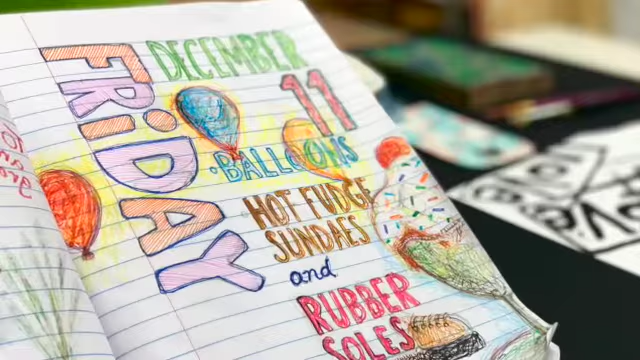 FRiDAY
DECEMBER
11
•BALLOONS
HOT FUDGE
SUNDAES
and
RUBBER
SOLES